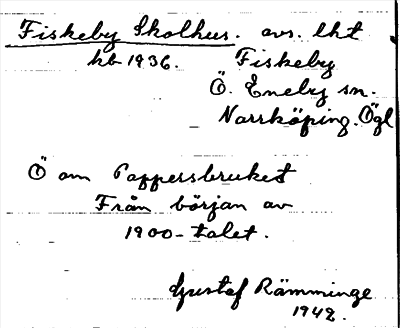 Fiskeby Skolhus. avs. lht
hb 1936. Fiskeby
Ö. Eneby sn.
Norrköping. Ögl
Ö om Pappersbruket
Från början av
1900-talet.
Gustaf Rämminge
1942.